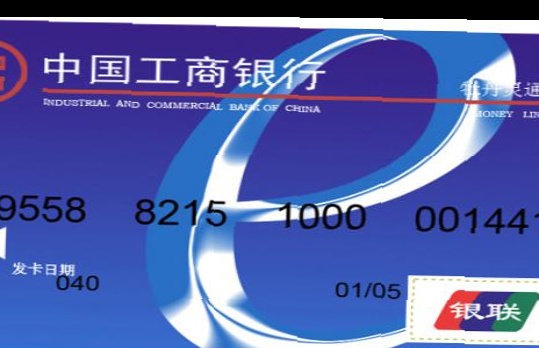 中国工商银行
INDUSTRIAL AND COMMERCIAL BANK OF CHINA
牡丹灵通
MONEY LIN
9558 8215 1000 001441
发卡日期
040 01/05
银联